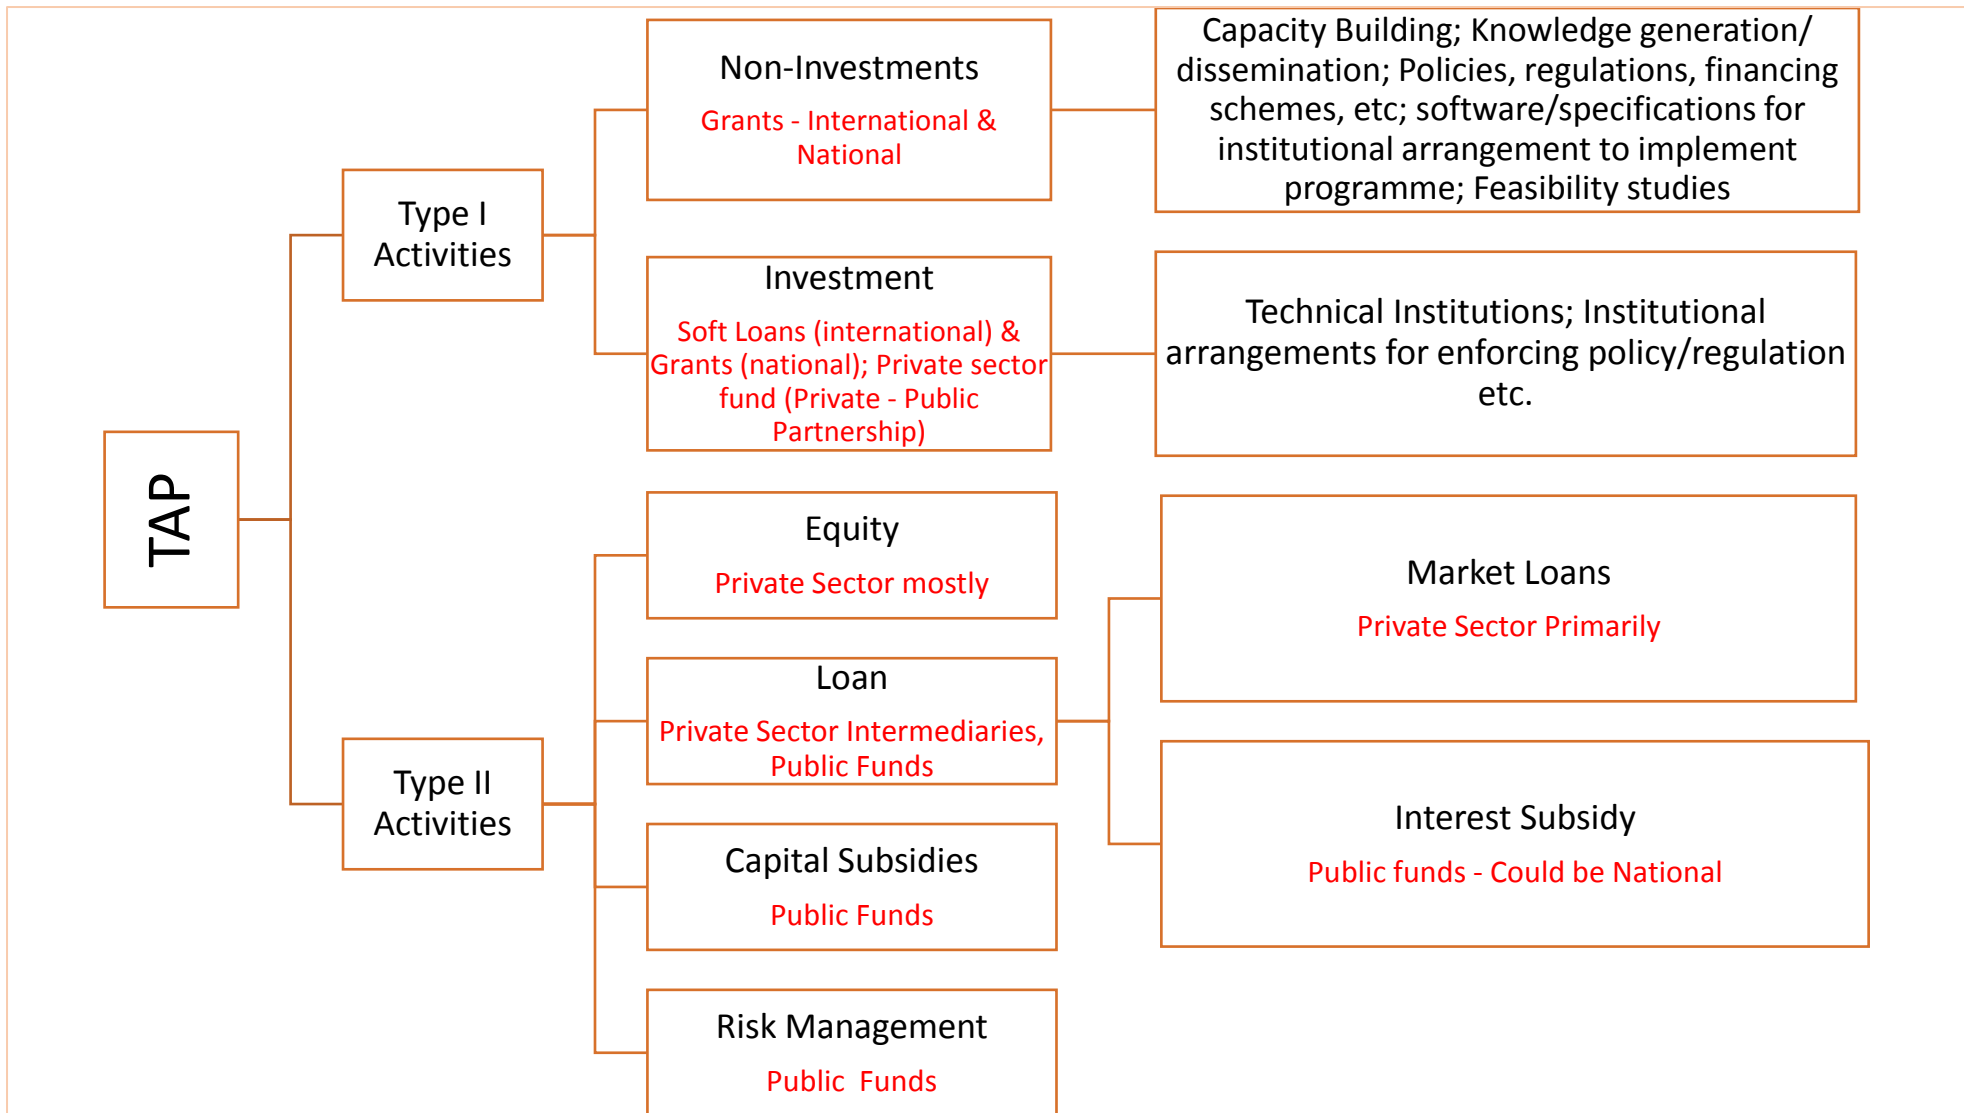 TAP
Type I
Activities
Non-Investments
Grants - International &
National
Capacity Building; Knowledge generation/
dissemination; Policies, regulations, financing
schemes, etc; software/specifications for
institutional arrangement to implement
programme; Feasibility studies
Investment
Soft Loans (international) &
Grants (national); Private sector
fund (Private - Public
Partnership)
Technical Institutions; Institutional
arrangements for enforcing policy/regulation
etc.
Type II
Activities
Equity
Private Sector mostly
Loan
Private Sector Intermediaries,
Public Funds
Market Loans
Private Sector Primarily
Interest Subsidy
Public funds - Could be National
Capital Subsidies
Public Funds
Risk Management
Public  Funds